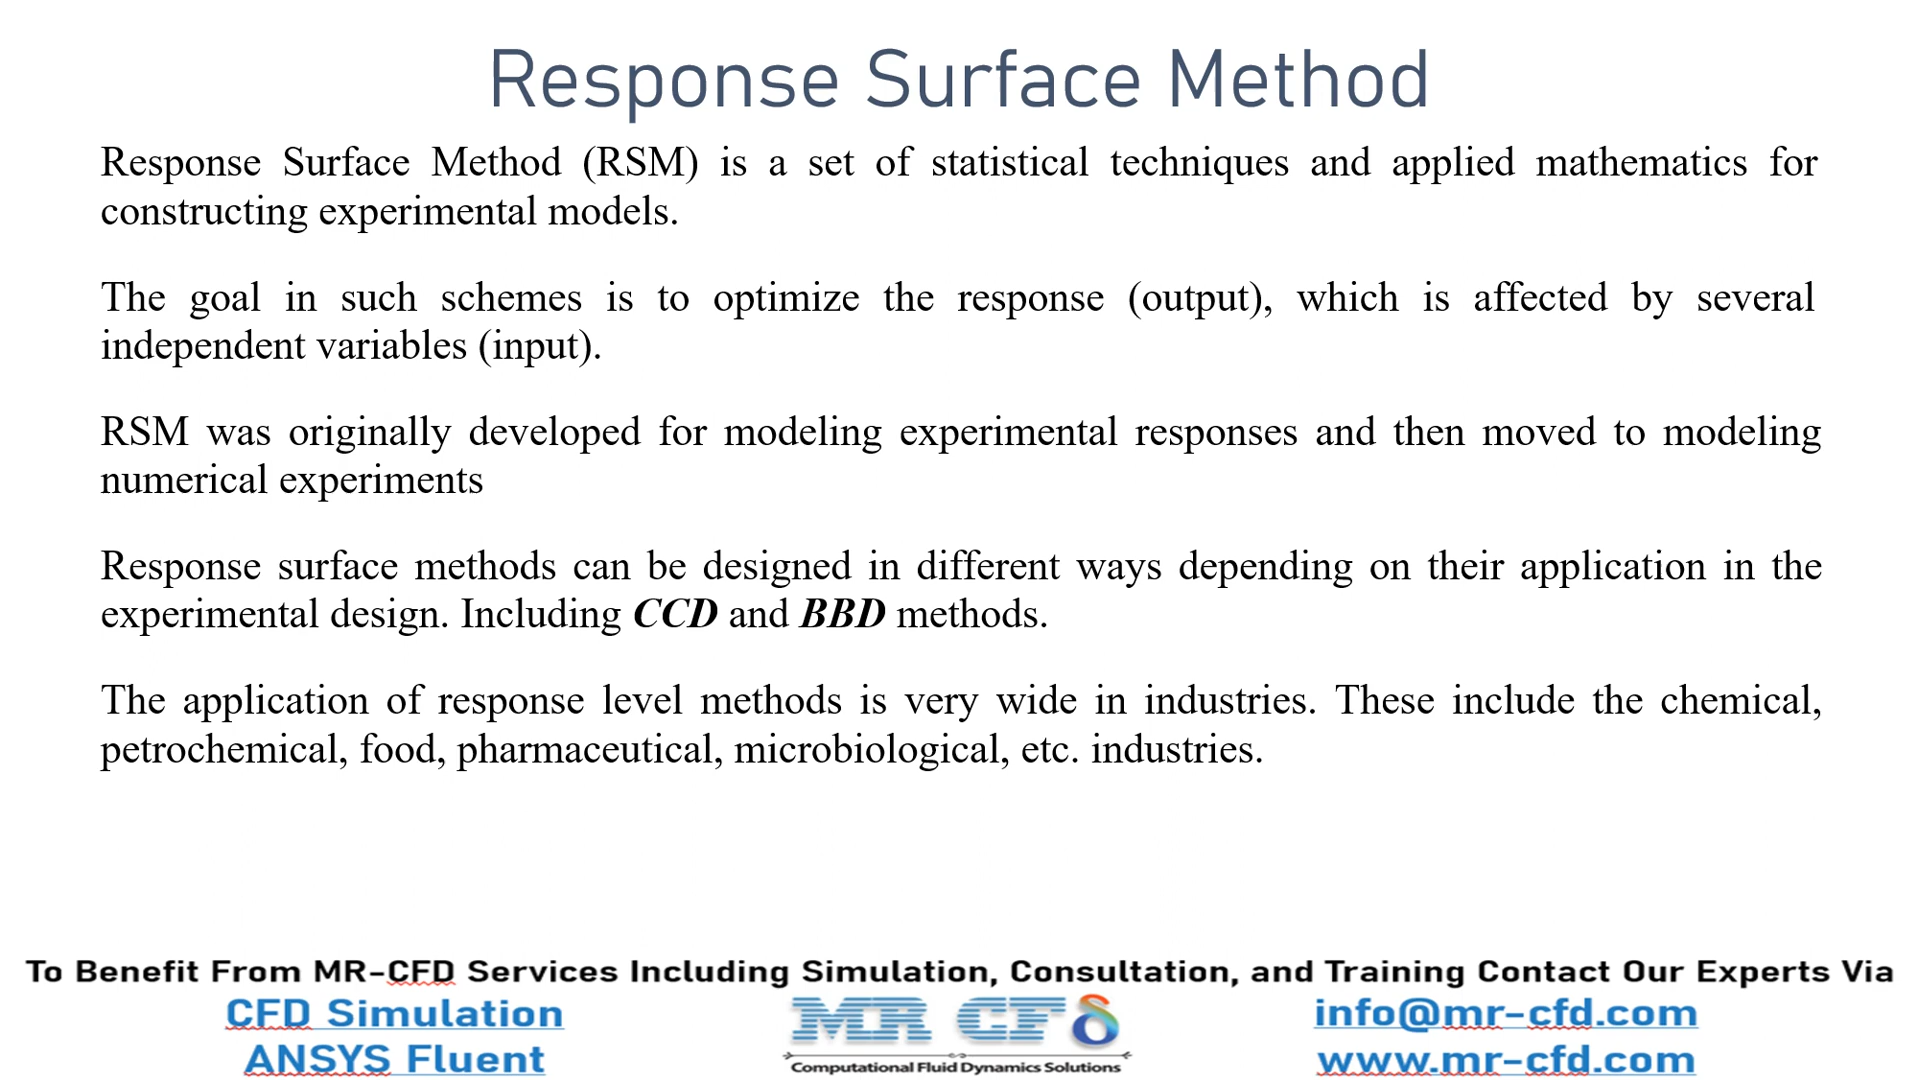 Response Surface Method
Response Surface Method (RSM) is a set of statistical techniques and applied mathematics for
constructing experimental models.
The goal in such schemes is to optimize the response (output), which is affected by several
independent variables (input).
RSM was originally developed for modeling experimental responses and then moved to modeling
numerical experiments
Response surface methods can be designed in different ways depending on their application in the
experimental design. Including CCD and BBD methods.
The application of response level methods is very wide in industries. These include the chemical,
petrochemical, food, pharmaceutical, microbiological, etc. industries.
To Benefit From MR-CFD Services Including Simulation, Consultation, and Training Contact Our Experts Via
CFD Simulation
ANSYS Fluent
MR CFδ
Computational Fluid Dynamics Solutions
info@mr-cfd.com
www.mr-cfd.com